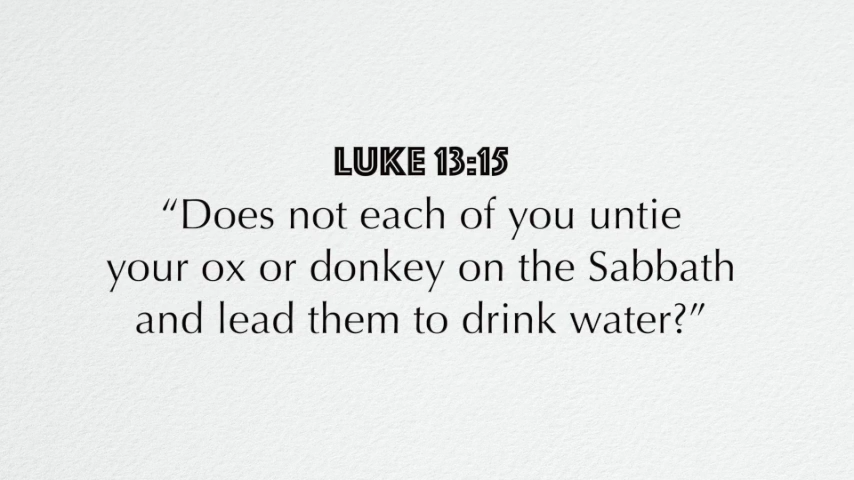 LUKE 13:15
“Does not each of you untie
your ox or donkey on the Sabbath
and lead them to drink water?”